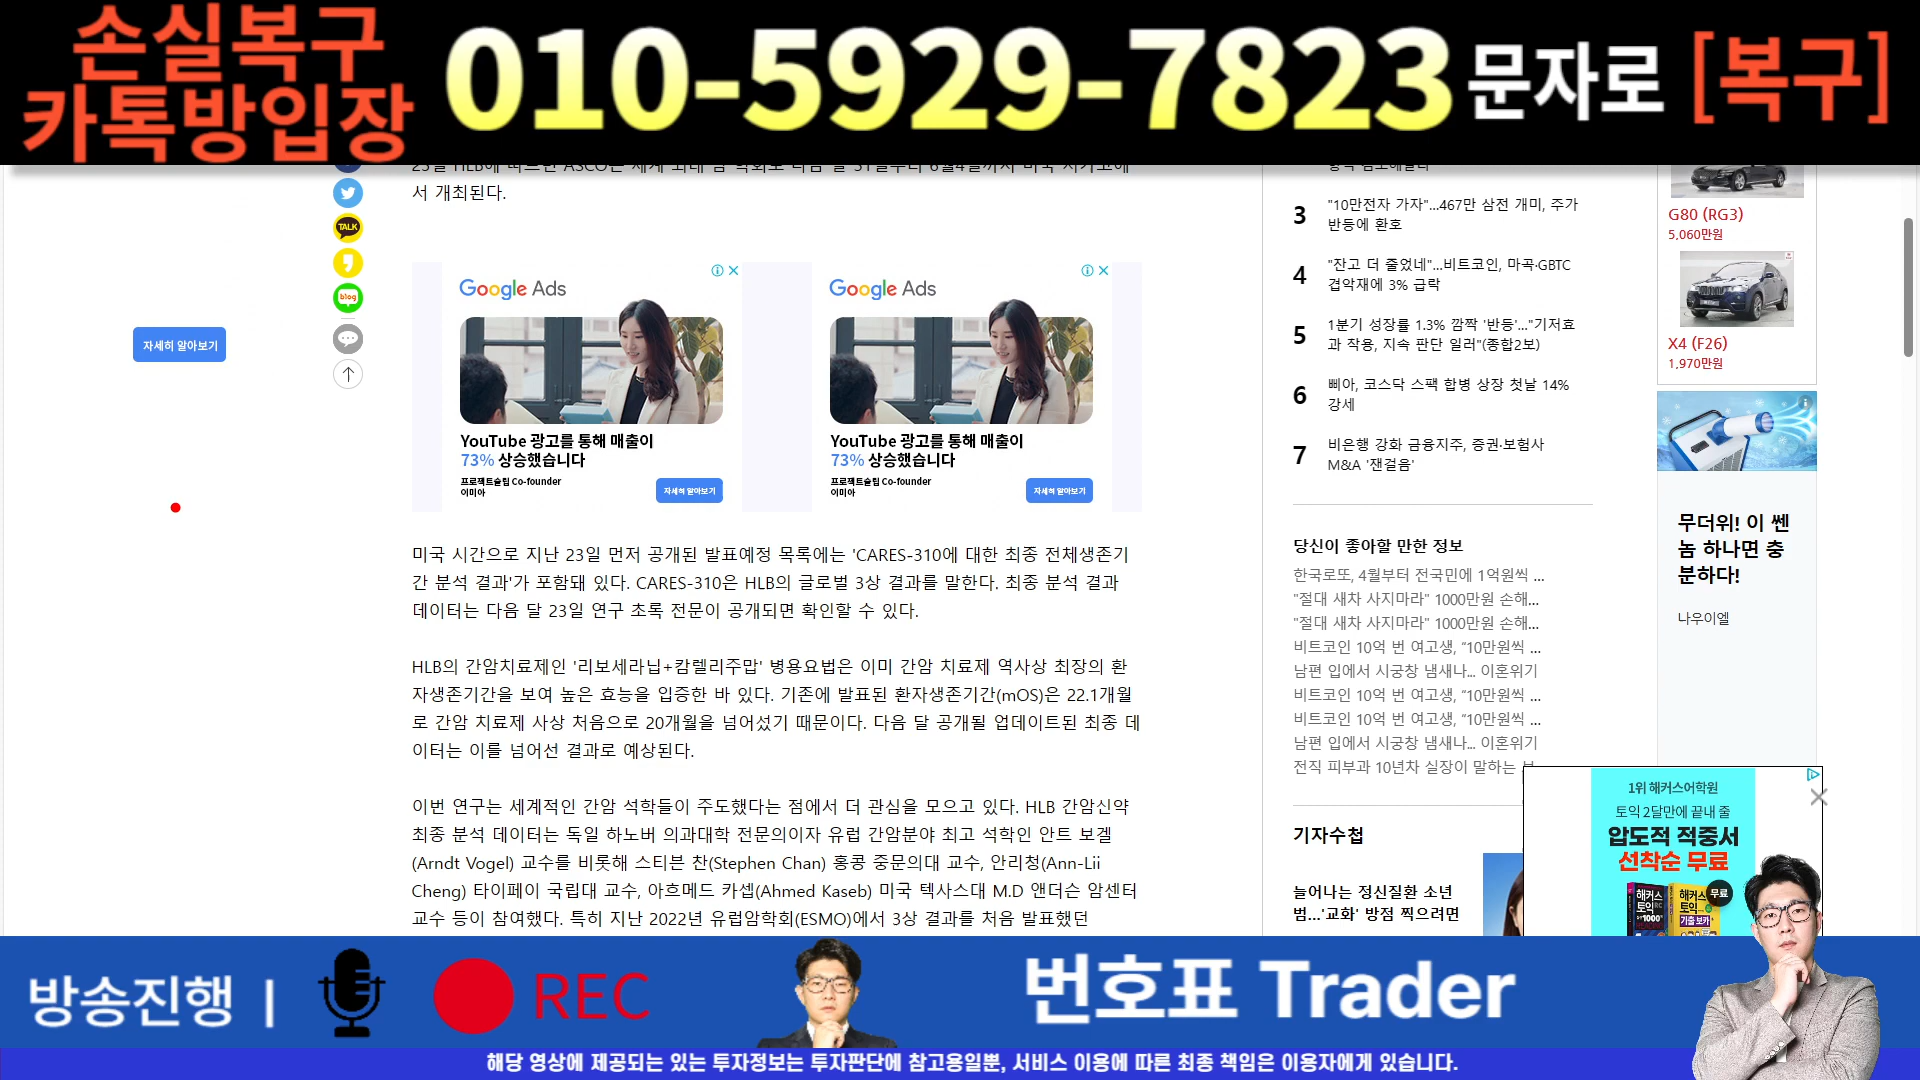 손실복구
카톡방입장
010-5929-7823 문자로 [복구]
서 개최된다.
TALK
blog
자세히 알아보기
Google Ads
YouTube 광고를 통해 매출이
73% 상승했습니다
프로젝트슬립 Co-founder
이미아
자세히 알아보기
Google Ads
YouTube 광고를 통해 매출이
73% 상승했습니다
프로젝트슬립 Co-founder
이미아
자세히 알아보기
미국 시간으로 지난 23일 먼저 공개된 발표예정 목록에는 'CARES-310에 대한 최종 전체생존기
간 분석 결과'가 포함돼 있다. CARES-310은 HLB의 글로벌 3상 결과를 말한다. 최종 분석 결과
데이터는 다음 달 23일 연구 초록 전문이 공개되면 확인할 수 있다.
HLB의 간암치료제인 '리보세라닙+캄렐리주맙' 병용요법은 이미 간암 치료제 역사상 최장의 환
자생존기간을 보여 높은 효능을 입증한 바 있다. 기존에 발표된 환자생존기간(mOS)은 22.1개월
로 간암 치료제 사상 처음으로 20개월을 넘어섰기 때문이다. 다음 달 공개될 업데이트된 최종 데
이터는 이를 넘어선 결과로 예상된다.
이번 연구는 세계적인 간암 석학들이 주도했다는 점에서 더 관심을 모으고 있다. HLB 간암신약
최종 분석 데이터는 독일 하노버 의과대학 전문의이자 유럽 간암분야 최고 석학인 안트 보겔
(Arndt Vogel) 교수를 비롯해 스티븐 찬(Stephen Chan) 홍콩 중문의대 교수, 안리청(Ann-Lii
Cheng) 타이페이 국립대 교수, 아흐메드 카셉(Ahmed Kaseb) 미국 텍사스대 M.D 앤더슨 암센터
교수 등이 참여했다. 특히 지난 2022년 유럽암학회(ESMO)에서 3상 결과를 처음 발표했던
3 "10만전자 가자"...467만 삼전 개미, 주가
반등에 환호
4 "잔고 더 줄었네"...비트코인, 마곡·GBTC
겹악재에 3% 급락
5 1분기 성장률 1.3% 깜짝 '반등'..."기저효
과 작용, 지속 판단 일러"(종합2보)
6 삐아, 코스닥 스팩 합병 상장 첫날 14%
강세
7 비은행 강화 금융지주, 증권·보험사
M&A '잰걸음'
당신이 좋아할 만한 정보
한국로또, 4월부터 전국민에 1억원씩 ...
"절대 새차 사지마라" 1000만원 손해...
"절대 새차 사지마라" 1000만원 손해...
비트코인 10억 번 여고생, “10만원씩 ...
남편 입에서 시궁창 냄새나... 이혼위기
비트코인 10억 번 여고생, “10만원씩 ...
비트코인 10억 번 여고생, “10만원씩 ...
남편 입에서 시궁창 냄새나... 이혼위기
전직 피부과 10년차 실장이 말하는
기자수첩
늘어나는 정신질환 소년
범...'교화' 방점 찍으려면
G80 (RG3)
5,060만원
X4 (F26)
1,970만원
무더위! 이 쎈
놈 하나면 충
분하다!
나우이엘
1위 해커스어학원
토익 2달만에 끝내 줄
압도적 적중서
선착순 무료
해커스
토익
해커스
토익
무료
기출 보카
방송진행 |
REC
번호표 Trader
해당 영상에 제공되는 있는 투자정보는 투자판단에 참고용일뿐, 서비스 이용에 따른 최종 책임은 이용자에게 있습니다.